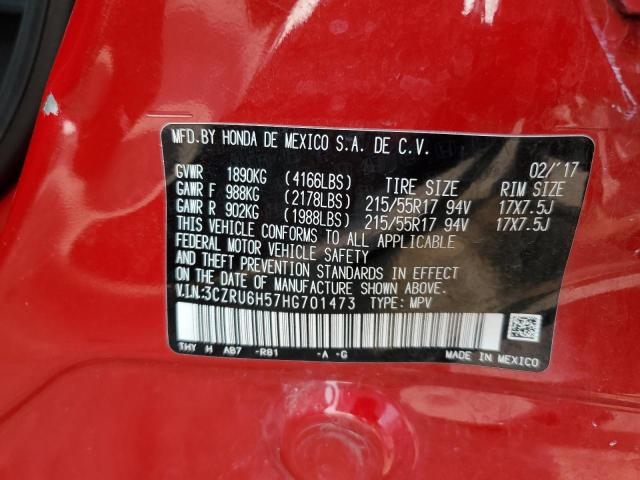 MFD.BY HONDA DE MEXICO S.A. DE C.V.
02/'17
GVWR 1890KG (4166LBS) TIRE SIZE RIM SIZE
GAWR F 988KG (2178LBS) 215/55R17 94V 17X7.5J
GAWR R 902KG (1988LBS) 215/55R17 94V 17X7.5J
THIS VEHICLE CONFORMS TO ALL APPLICABLE
FEDERAL MOTOR VEHICLE SAFETY
AND THEFT PREVENTION STANDARDS IN EFFECT
ON THE DATE OF MANUFACTURE SHOWN ABOVE.
V.I.N.:3CZRU6H57HG701473 TYPE: MPV
THY H AB7 -R81 -A -G MADE IN MEXICO